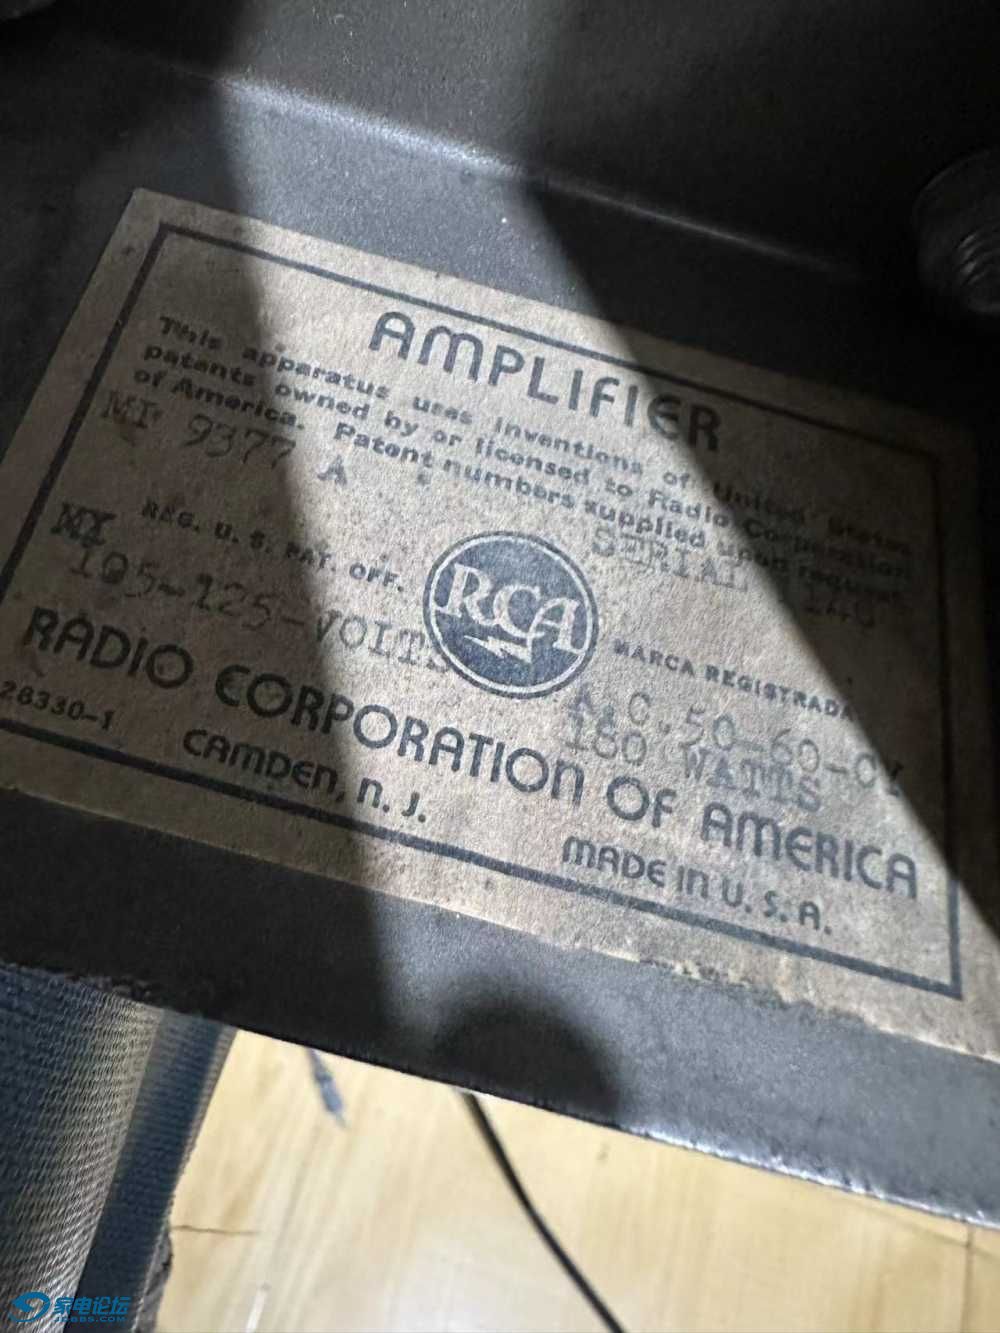 AMPLIFIER
This apparatus uses inventions of United States
patents owned by or licensed to Radio Corporation
of America. Patent numbers supplied upon request
MI 9377 A
SERIAL
REG. U. S. PAT. OFF.
RCA
MARCA REGISTRADA
105-125-VOLTS
A.C. 50-60-CY
180 WATTS
RADIO CORPORATION OF AMERICA
28330-1
CAMDEN, N. J.
MADE IN U. S. A.
家电论坛
JDBBS.COM